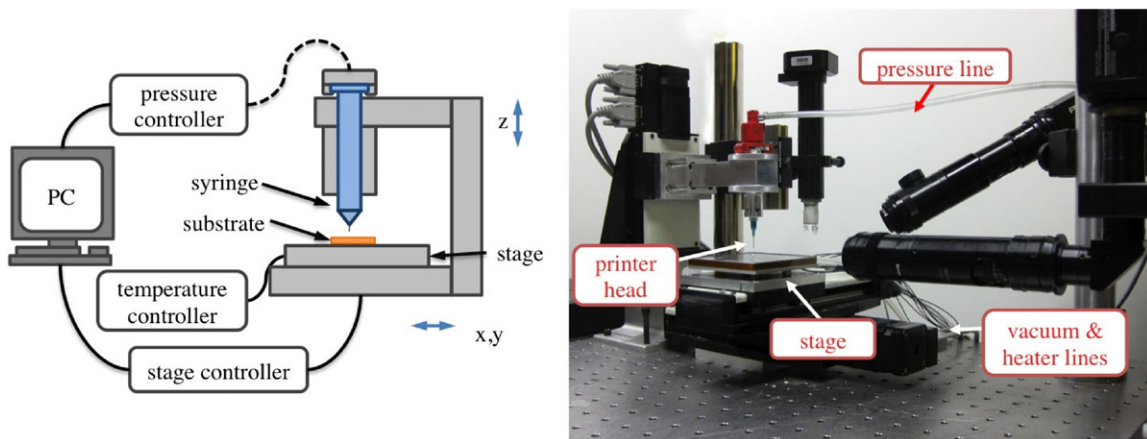 pressure
controller
z
PC
syringe
substrate
stage
temperature
controller
x,y
stage controller
pressure line
printer
head
stage
vacuum &
heater lines